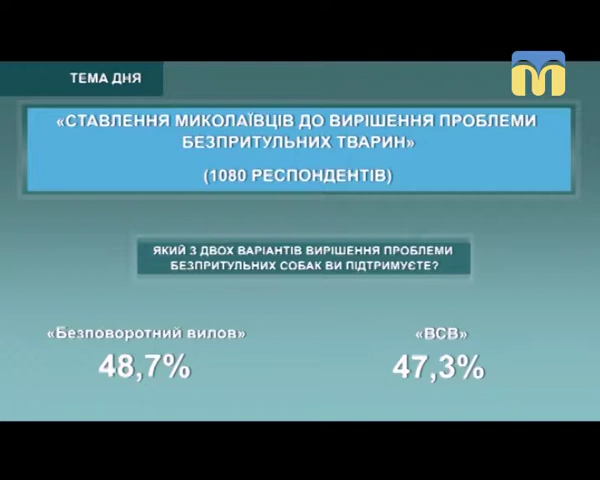 ТЕМА ДНЯ
«СТАВЛЕННЯ МИКОЛАЇВЦІВ ДО ВИРІШЕННЯ ПРОБЛЕМИ
БЕЗПРИТУЛЬНИХ ТВАРИН»
(1080 РЕСПОНДЕНТІВ)
ЯКИЙ З ДВОХ ВАРІАНТІВ ВИРІШЕННЯ ПРОБЛЕМИ
БЕЗПРИТУЛЬНИХ СОБАК ВИ ПІДТРИМУЄТЕ?
«Безповоротний вилов»
«ВСВ»
48,7%
47,3%